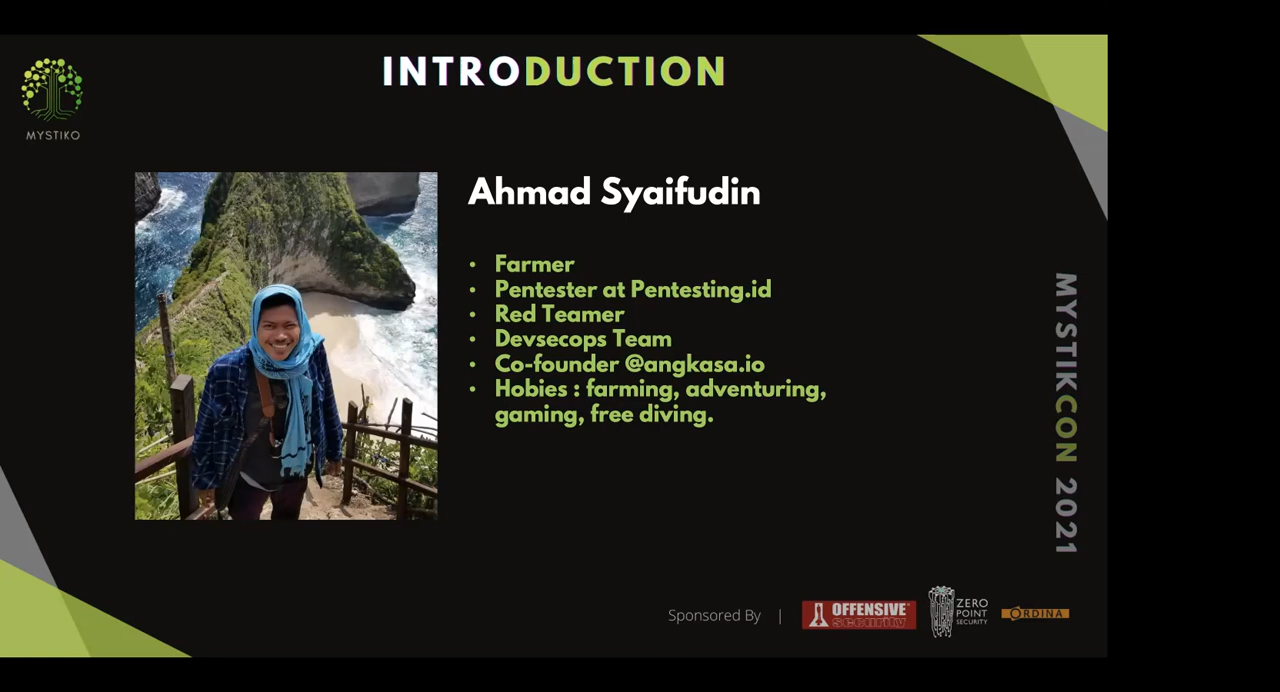 INTRODUCTION
MYSTIKO
Ahmad Syaifudin
• Farmer
• Pentester at Pentesting.id
• Red Teamer
• Devsecops Team
• Co-founder @angkasa.io
• Hobies : farming, adventuring,
gaming, free diving.
MYSTIKCON 2021
Sponsored By |
OFFENSIVE
security
ZERO
POINT
SECURITY
ORDINA